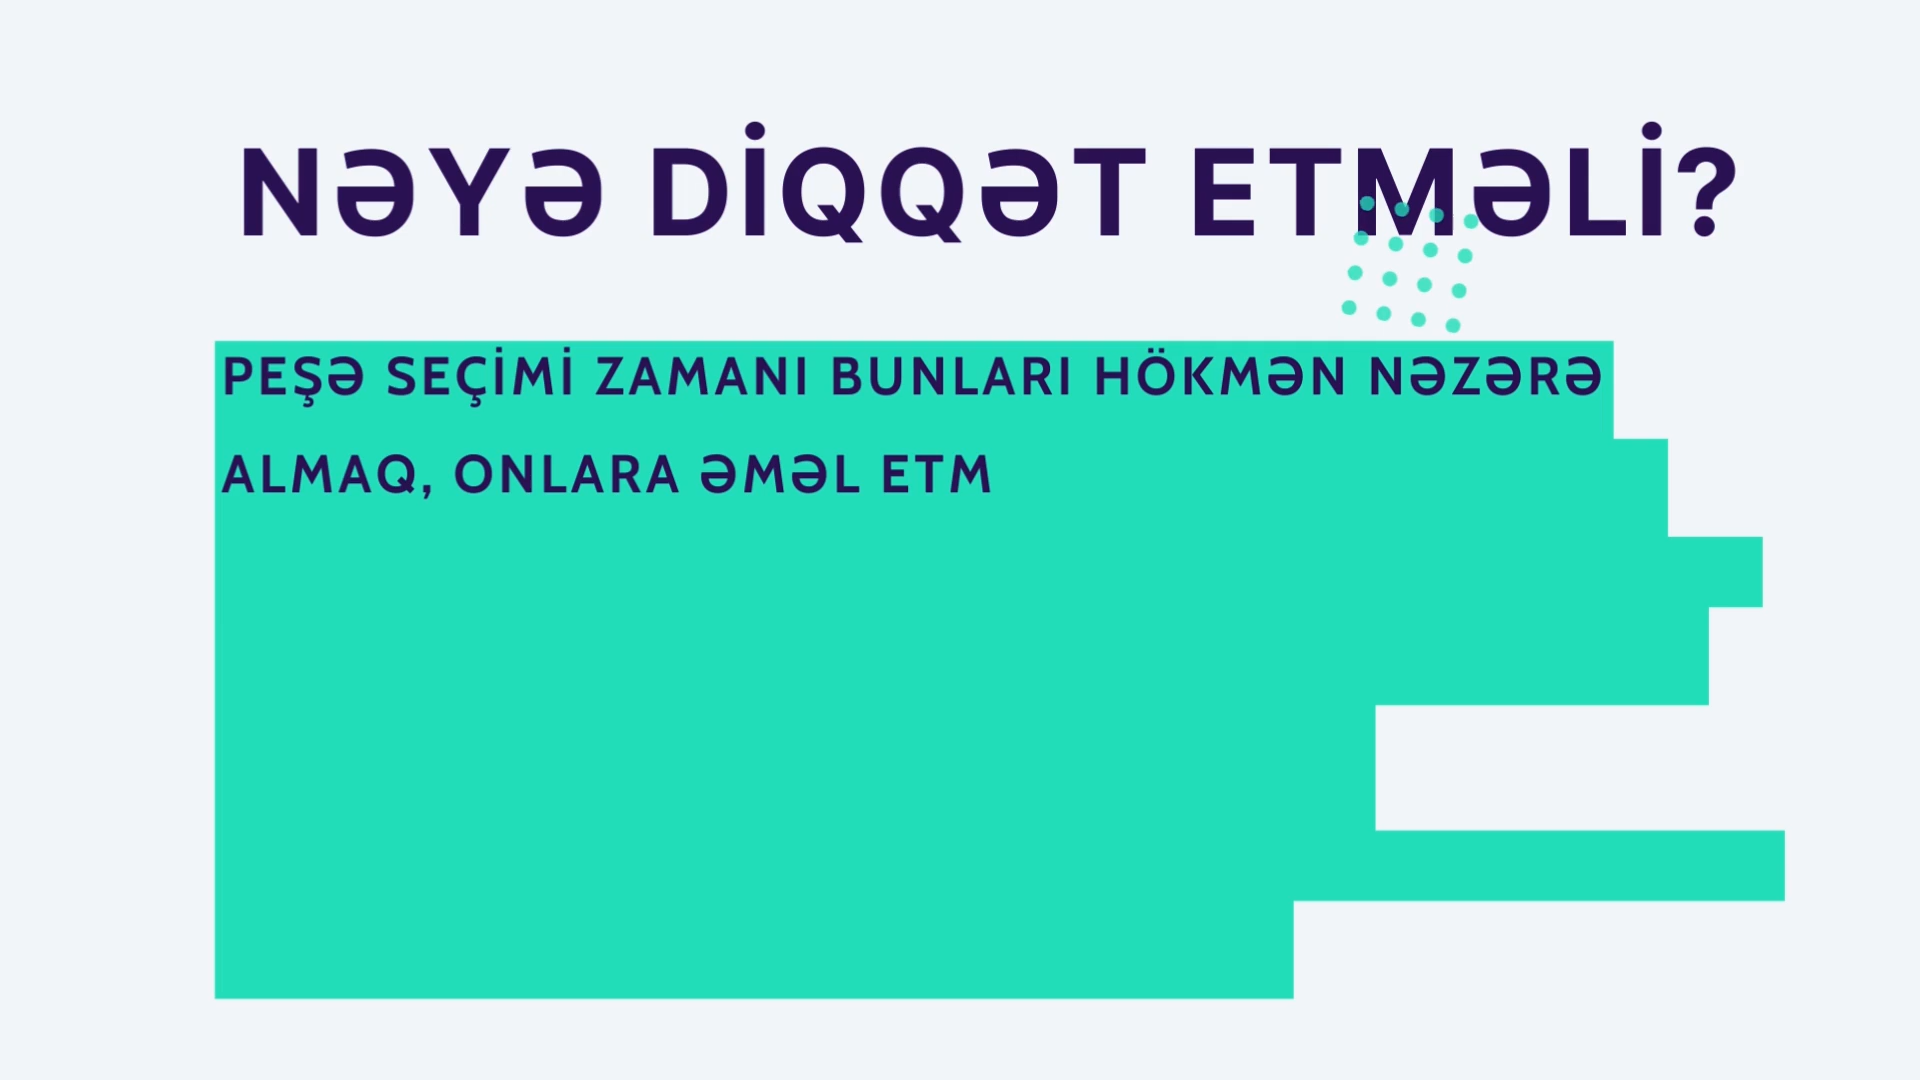 NƏYƏ DİQQƏT ETMƏLİ?
PEŞƏ SEÇİMİ ZAMANI BUNLARI HÖKMƏN NƏZƏRƏ
ALMAQ, ONLARA ƏMƏL ETM